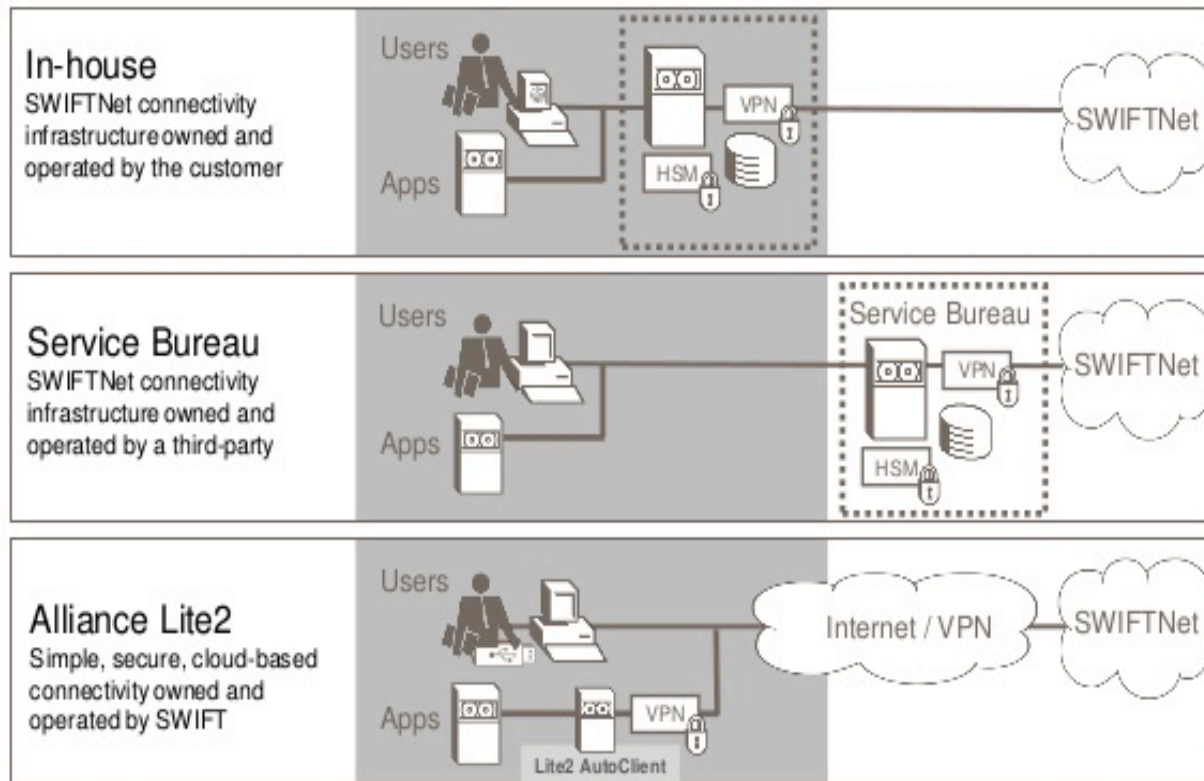 In-house
SWIFTNet connectivity
infrastructure owned and
operated by the customer
Users
Apps
VPN
HSM
SWIFTNet
Service Bureau
SWIFTNet connectivity
infrastructure owned and
operated by a third-party
Users
Apps
Service Bureau
VPN
HSM
SWIFTNet
Alliance Lite2
Simple, secure, cloud-based
connectivity owned and
operated by SWIFT
Users
Apps
VPN
Lite2 AutoClient
Internet / VPN
SWIFTNet